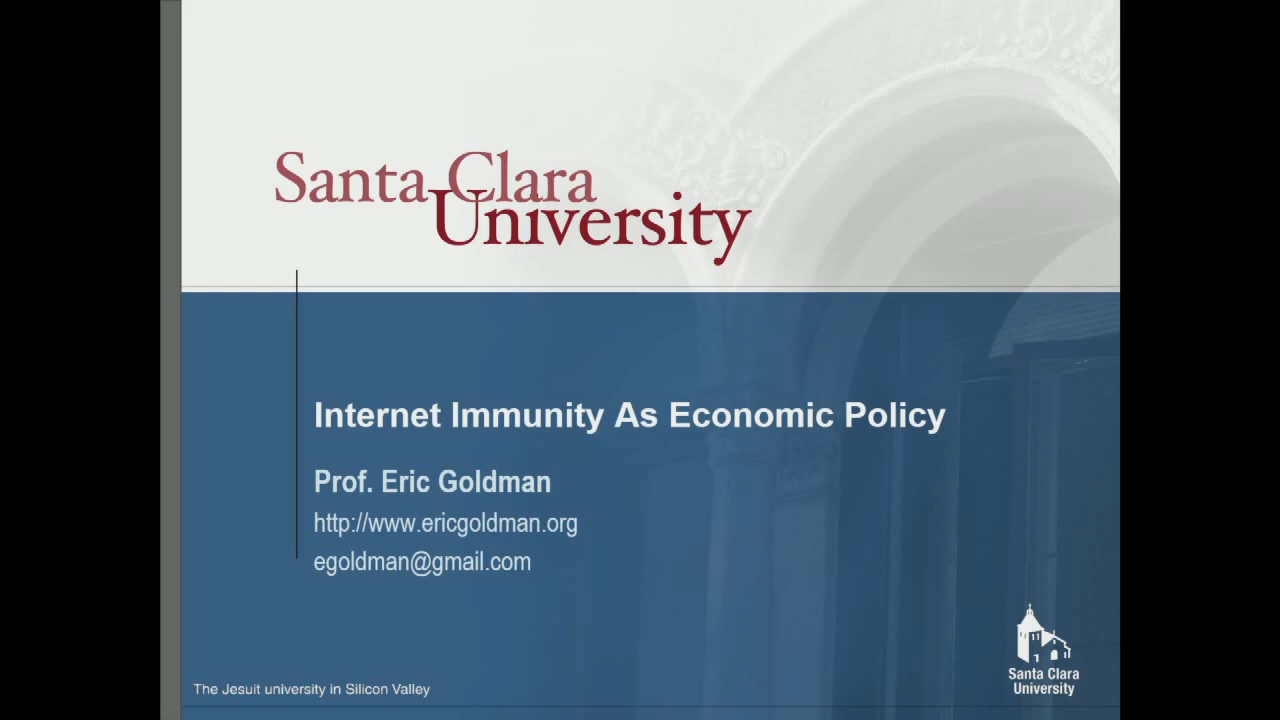 Santa Clara
University
Internet Immunity As Economic Policy
Prof. Eric Goldman
http://www.ericgoldman.org
egoldman@gmail.com
The Jesuit university in Silicon Valley
Santa Clara
University